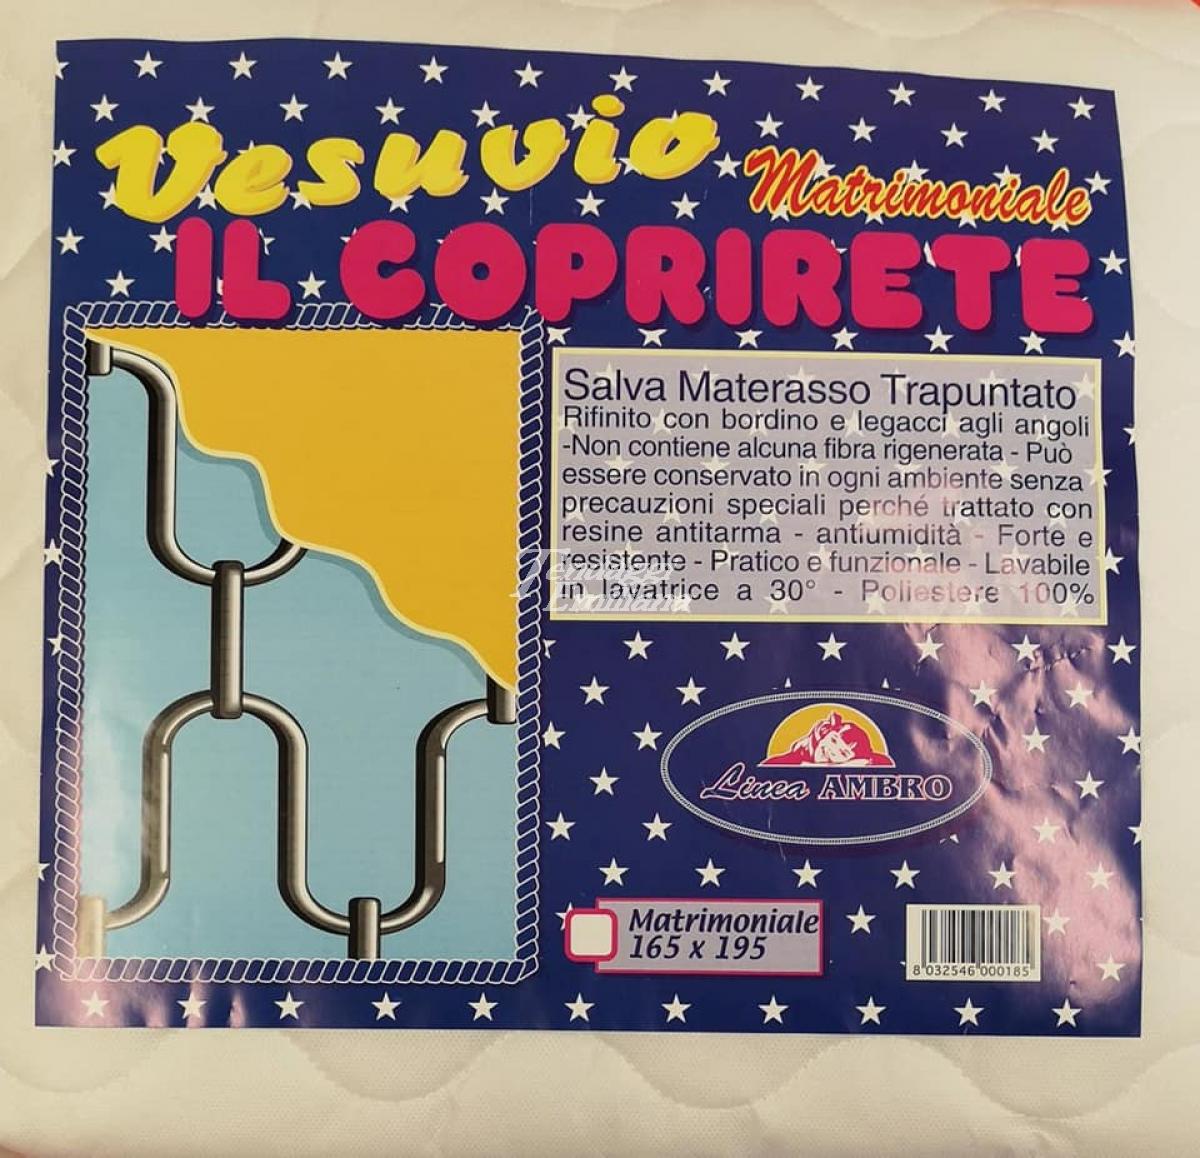 Vesuvio
Matrimoniale
IL COPRIRETE
Salva Materasso Trapuntato
Rifinito con bordino e legacci agli angoli
-Non contiene alcuna fibra rigenerata - Può
essere conservato in ogni ambiente senza
precauzioni speciali perché trattato con
resine antitarma - antiumidità - Forte e
resistente - Pratico e funzionale - Lavabile
in lavatrice a 30° - Poliestere 100%
Tendaggi
Linea AMBRO
Matrimoniale
165 x 195
8 032546 000185